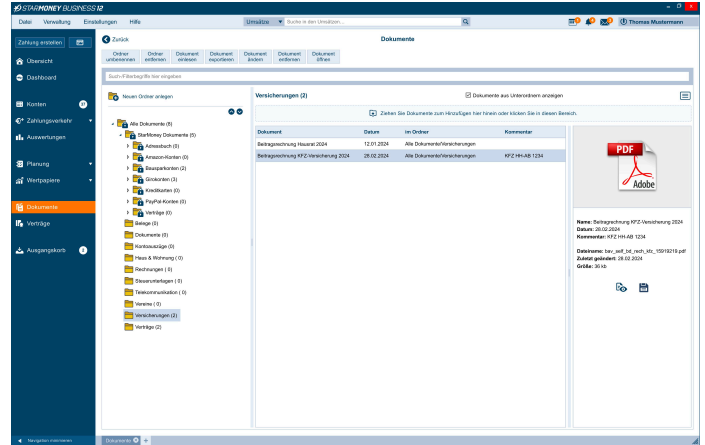 STARMONEY BUSINESS 12
Datei Verwaltung Einstellungen Hilfe
Umsätze Suche in den Umsätzen...
Thomas Mustermann
Zahlung erstellen
Übersicht
Dashboard
Konten
Zahlungsverkehr
Auswertungen
Planung
Wertpapiere
Dokumente
Verträge
Ausgangskorb
Navigation minimieren
Zurück
Dokumente
Ordner umbenennen
Ordner entfernen
Dokument einlesen
Dokument exportieren
Dokument ändern
Dokument entfernen
Dokument öffnen
Such-/Filterbegriffe hier eingeben
Neuen Ordner anlegen
Alle Dokumente (8)
StarMoney Dokumente (5)
Adressbuch (0)
Amazon-Konten (0)
Bausparkonten (2)
Girokonten (3)
Kreditkarten (0)
PayPal-Konten (0)
Verträge (0)
Belege (0)
Dokumente (0)
Kontoauszüge (0)
Haus & Wohnung ( 0)
Rechnungen ( 0)
Steuerunterlagen ( 0)
Telekommunikation ( 0)
Vereine ( 0)
Versicherungen (2)
Verträge (2)
Versicherungen (2)
Dokumente aus Unterordnern anzeigen
Ziehen Sie Dokumente zum Hinzufügen hier hinein oder klicken Sie in diesen Bereich.
Dokument Datum im Ordner Kommentar
Beitragsrechnung Hausrat 2024 12.01.2024 Alle Dokumente/Versicherungen
Beitragsrechnung KFZ-Versicherung 2024 28.02.2024 Alle Dokumente/Versicherungen KFZ HH-AB 1234
PDF
Adobe
Name: Beitragrechnung KFZ-Versicherung 2024
Datum: 28.02.2024
Kommentar: KFZ HH-AB 1234
Dateiname: bav_self_txl_rech_kfz_15919219.pdf
Zuletzt geändert: 28.02.2024
Größe: 36 kb
Dokumente